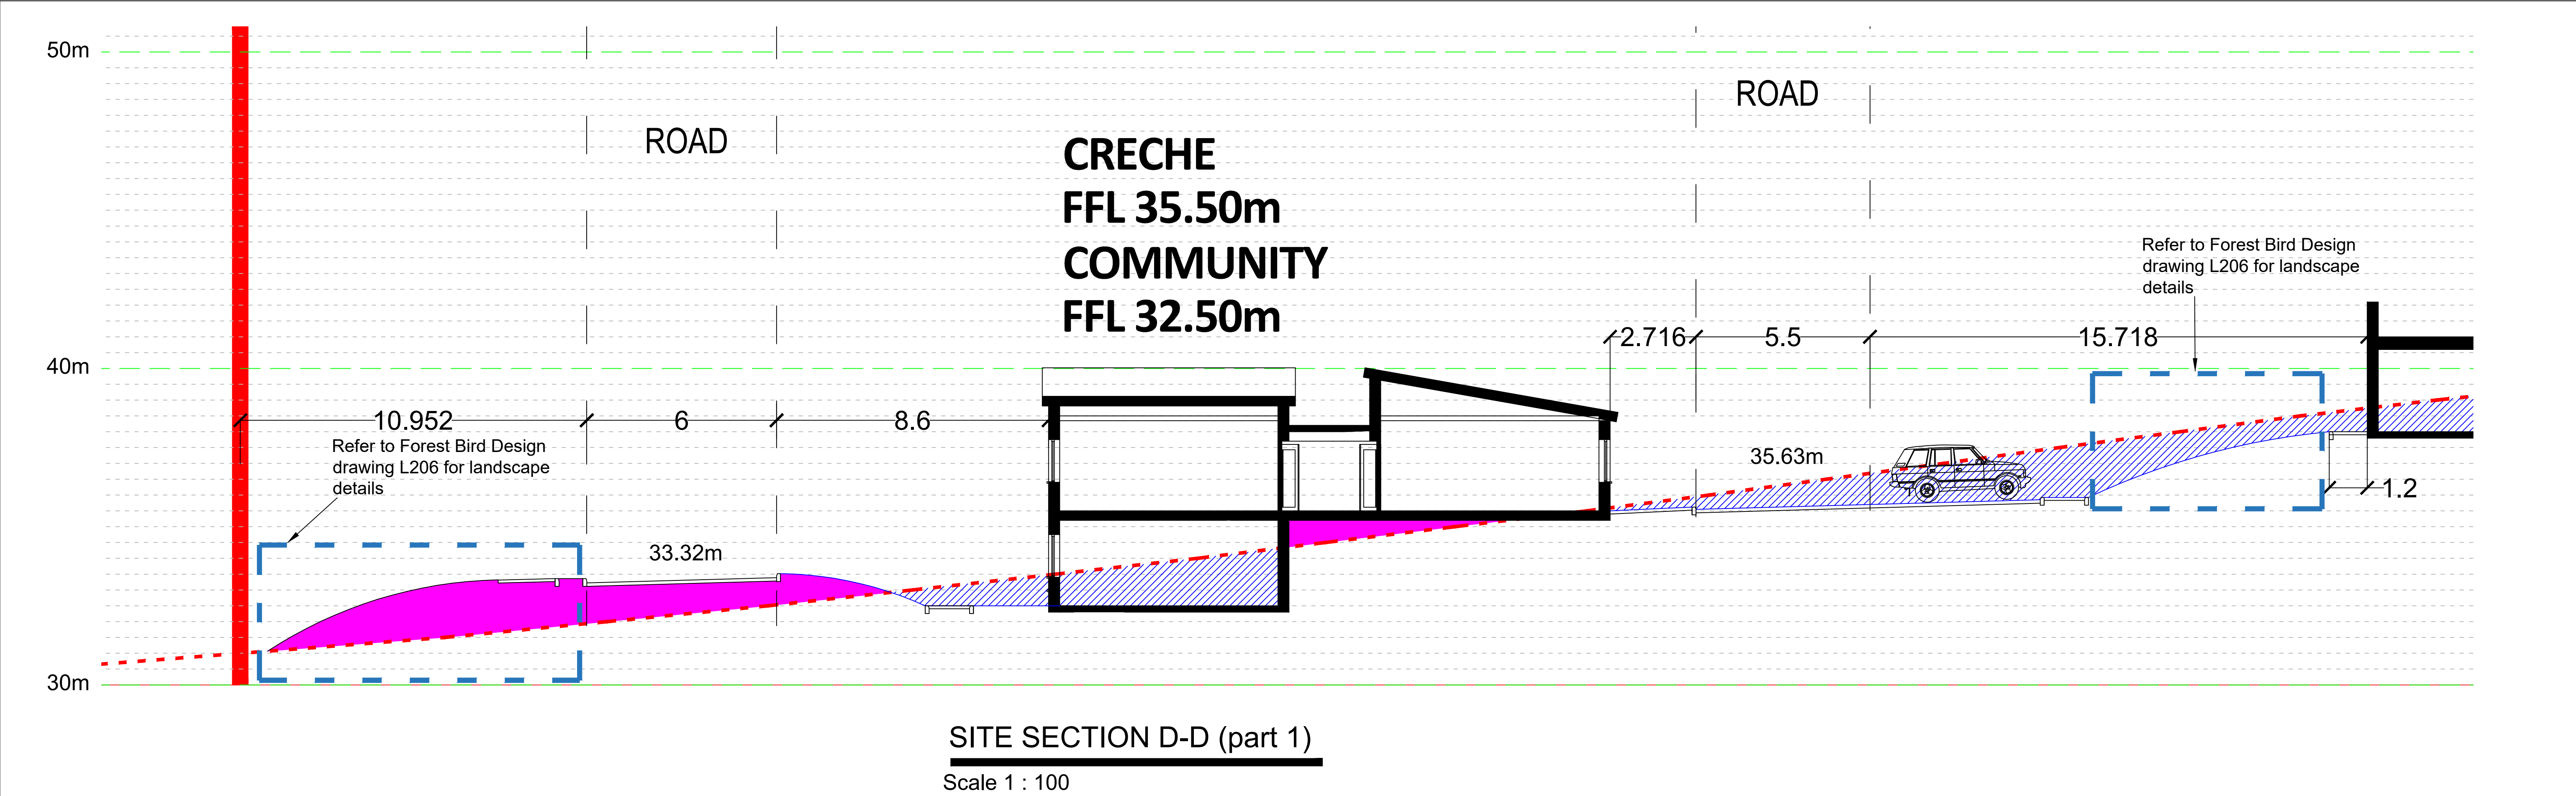 50m
ROAD
ROAD
CRECHE
FFL 35.50m
COMMUNITY
FFL 32.50m
Refer to Forest Bird Design
drawing L206 for landscape
details
2.716
5.5
15.718
40m
10.952
6
8.6
Refer to Forest Bird Design
drawing L206 for landscape
details
35.63m
1.2
33.32m
30m
SITE SECTION D-D (part 1)
Scale 1 : 100